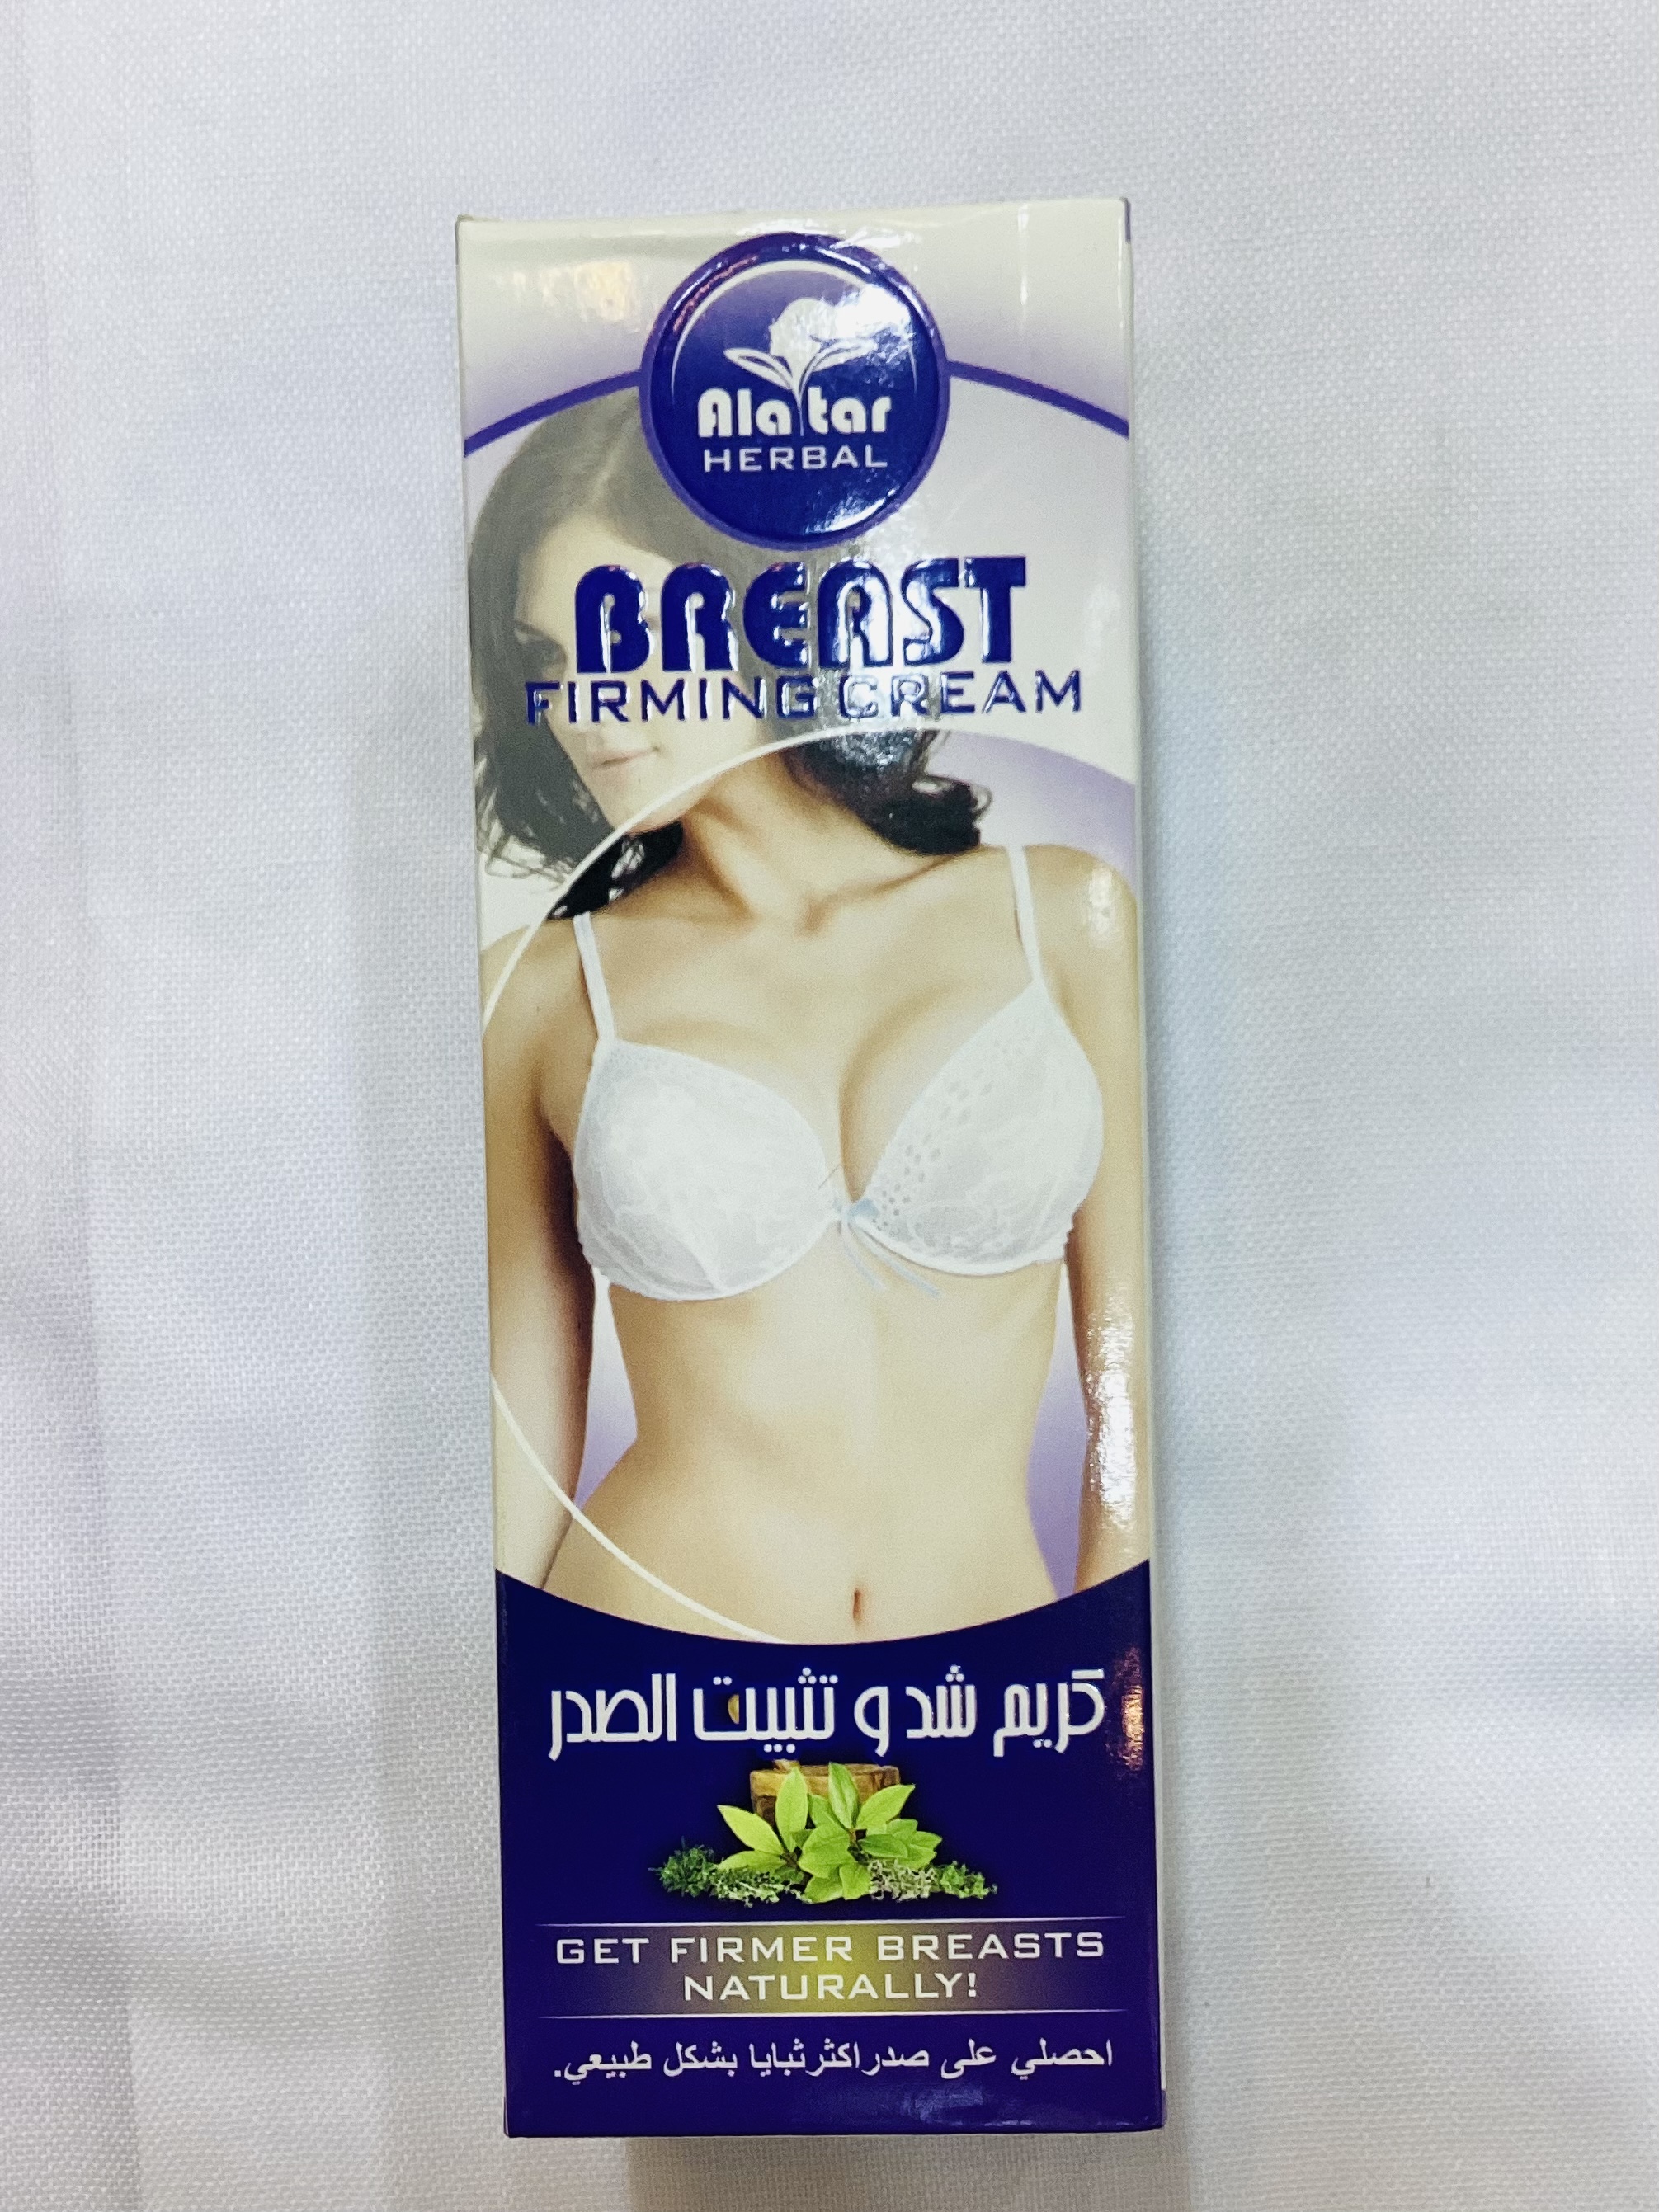 Alatar
HERBAL
BREAST
FIRMING CREAM
كريم شد و تثبيت الصدر
GET FIRMER BREASTS
NATURALLY!
احصلي على صدر اكثر ثبايا بشكل طبيعي.